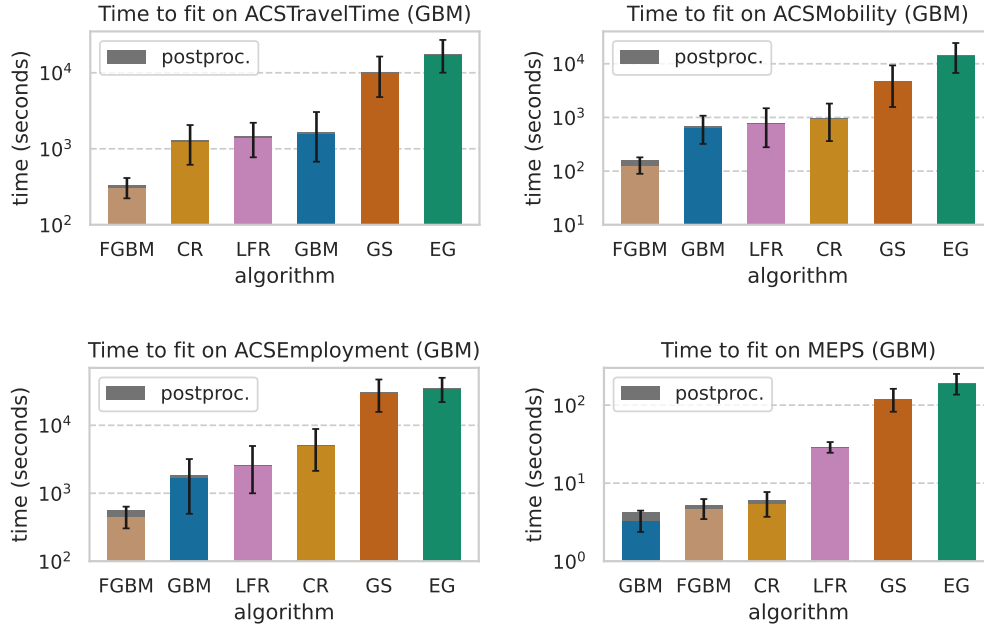 Time to fit on ACSTravelTime (GBM)
time (seconds)
10^4
10^3
10^2
postproc.
FGBM CR LFR GBM GS EG
algorithm
Time to fit on ACSMobility (GBM)
time (seconds)
10^4
10^3
10^2
10^1
postproc.
FGBM GBM LFR CR GS EG
algorithm
Time to fit on ACSEmployment (GBM)
time (seconds)
10^4
10^3
10^2
postproc.
FGBM GBM LFR CR GS EG
algorithm
Time to fit on MEPS (GBM)
time (seconds)
10^2
10^1
10^0
postproc.
GBM FGBM CR LFR GS EG
algorithm